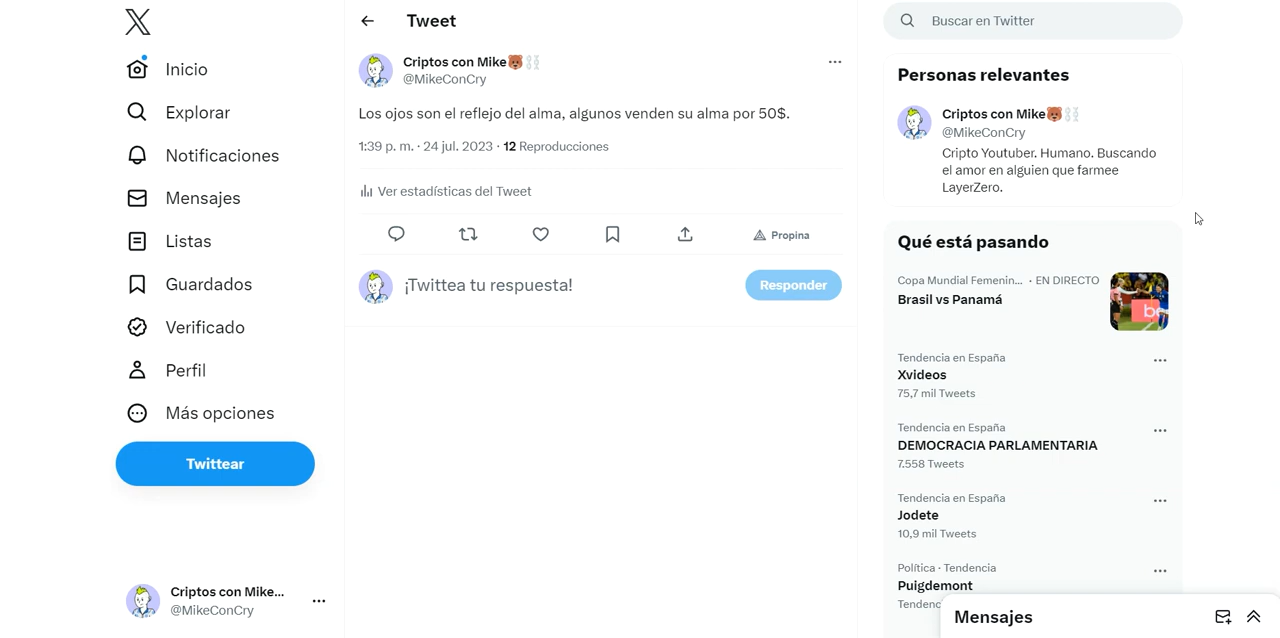 Inicio
Explorar
Notificaciones
Mensajes
Listas
Guardados
Verificado
Perfil
Más opciones
Twittear
Criptos con Mike...
@MikeConCry
Tweet
Criptos con Mike🐻⛓️
@MikeConCry
Los ojos son el reflejo del alma, algunos venden su alma por 50$.
1:39 p. m. · 24 jul. 2023 · 12 Reproducciones
Ver estadísticas del Tweet
Propina
¡Twittea tu respuesta!
Responder
Buscar en Twitter
Personas relevantes
Criptos con Mike🐻⛓️
@MikeConCry
Cripto Youtuber. Humano. Buscando
el amor en alguien que farmee
LayerZero.
Qué está pasando
Copa Mundial Femenin... · EN DIRECTO
Brasil vs Panamá
Tendencia en España
Xvideos
75,7 mil Tweets
Tendencia en España
DEMOCRACIA PARLAMENTARIA
7.558 Tweets
Tendencia en España
Jodete
10,9 mil Tweets
Política · Tendencia
Puigdemont
Mensajes